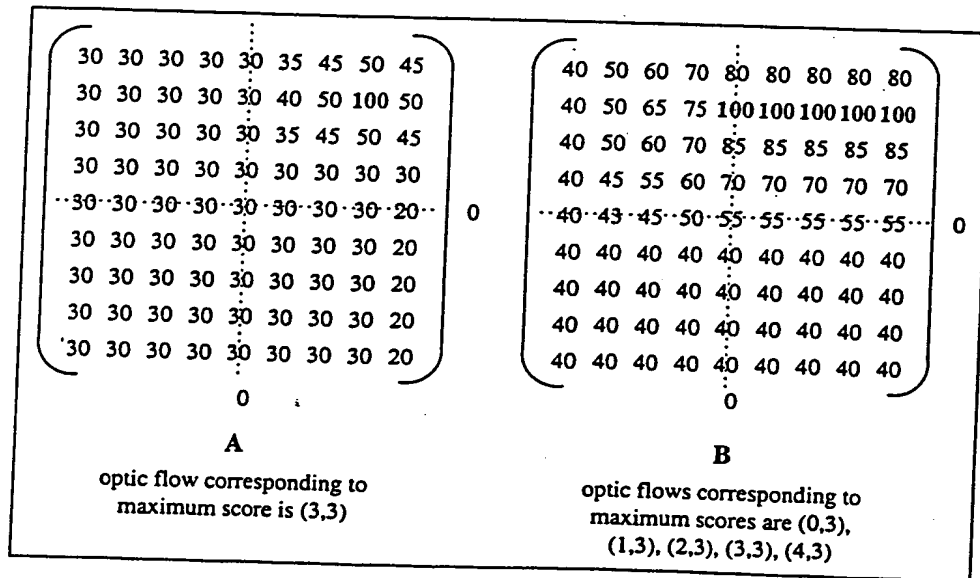 30 30 30 30 30 35 45 50 45
30 30 30 30 30 40 50 100 50
30 30 30 30 30 35 45 50 45
30 30 30 30 30 30 30 30 30
30 30 30 30 30 30 30 30 20 0
30 30 30 30 30 30 30 30 20
30 30 30 30 30 30 30 30 20
30 30 30 30 30 30 30 30 20
30 30 30 30 30 30 30 30 20
0
A
optic flow corresponding to
maximum score is (3,3)
40 50 60 70 80 80 80 80 80
40 50 65 75 100 100 100 100 100
40 50 60 70 85 85 85 85 85
40 45 55 60 70 70 70 70 70
40 43 45 50 55 55 55 55 55 0
40 40 40 40 40 40 40 40 40
40 40 40 40 40 40 40 40 40
40 40 40 40 40 40 40 40 40
40 40 40 40 40 40 40 40 40
0
B
optic flows corresponding to
maximum scores are (0,3),
(1,3), (2,3), (3,3), (4,3)